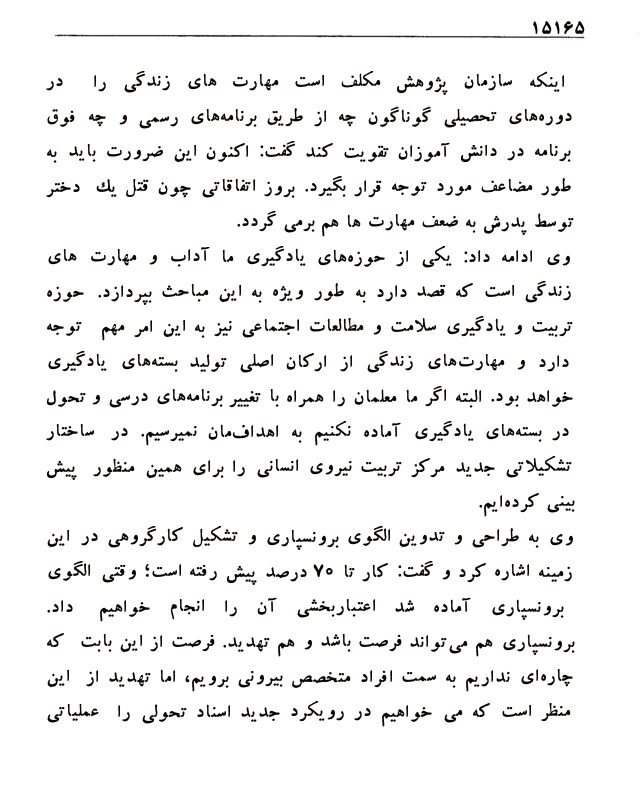 ۱۵۱۶۵
اینکه سازمان پژوهش مکلف است مهارت های زندگی را در
دوره‌های تحصیلی گوناگون چه از طریق برنامه‌های رسمی و چه فوق
برنامه در دانش آموزان تقویت کند گفت: اکنون این ضرورت باید به
طور مضاعف مورد توجه قرار بگیرد. بروز اتفاقاتی چون قتل یك دختر
توسط پدرش به ضعف مهارت ها هم برمی گردد.
وی ادامه داد: یکی از حوزه‌های یادگیری ما آداب و مهارت های
زندگی است که قصد دارد به طور ویژه به این مباحث بپردازد. حوزه
تربیت و یادگیری سلامت و مطالعات اجتماعی نیز به این امر مهم توجه
دارد و مهارت‌های زندگی از ارکان اصلی تولید بسته‌های یادگیری
خواهد بود. البته اگر ما معلمان را همراه با تغییر برنامه‌های درسی و تحول
در بسته‌های یادگیری آماده نکنیم به اهداف‌مان نمیرسیم. در ساختار
تشکیلاتی جدید مرکز تربیت نیروی انسانی را برای همین منظور پیش
بینی کرده‌ایم.
وی به طراحی و تدوین الگوی برونسپاری و تشکیل کارگروهی در این
زمینه اشاره کرد و گفت: کار تا ۷۰ درصد پیش رفته است؛ وقتی الگوی
برونسپاری آماده شد اعتباربخشی آن را انجام خواهیم داد.
برونسپاری هم می‌تواند فرصت باشد و هم تهدید. فرصت از این بابت که
چاره‌ای نداریم به سمت افراد متخصص بیرونی برویم، اما تهدید از این
منظر است که می خواهیم در رویکرد جدید اسناد تحولی را عملیاتی